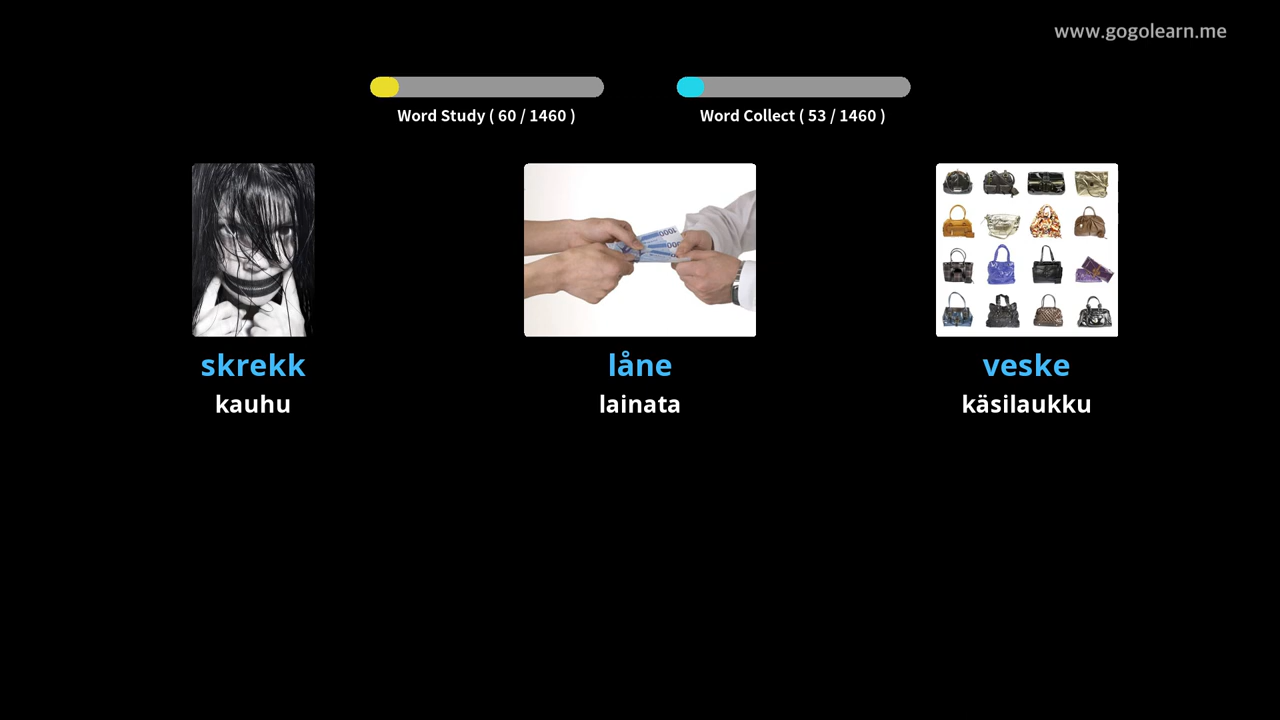 www.gogolearn.me
Word Study ( 60 / 1460 )
Word Collect ( 53 / 1460 )
skrekk
låne
veske
kauhu
lainata
käsilaukku